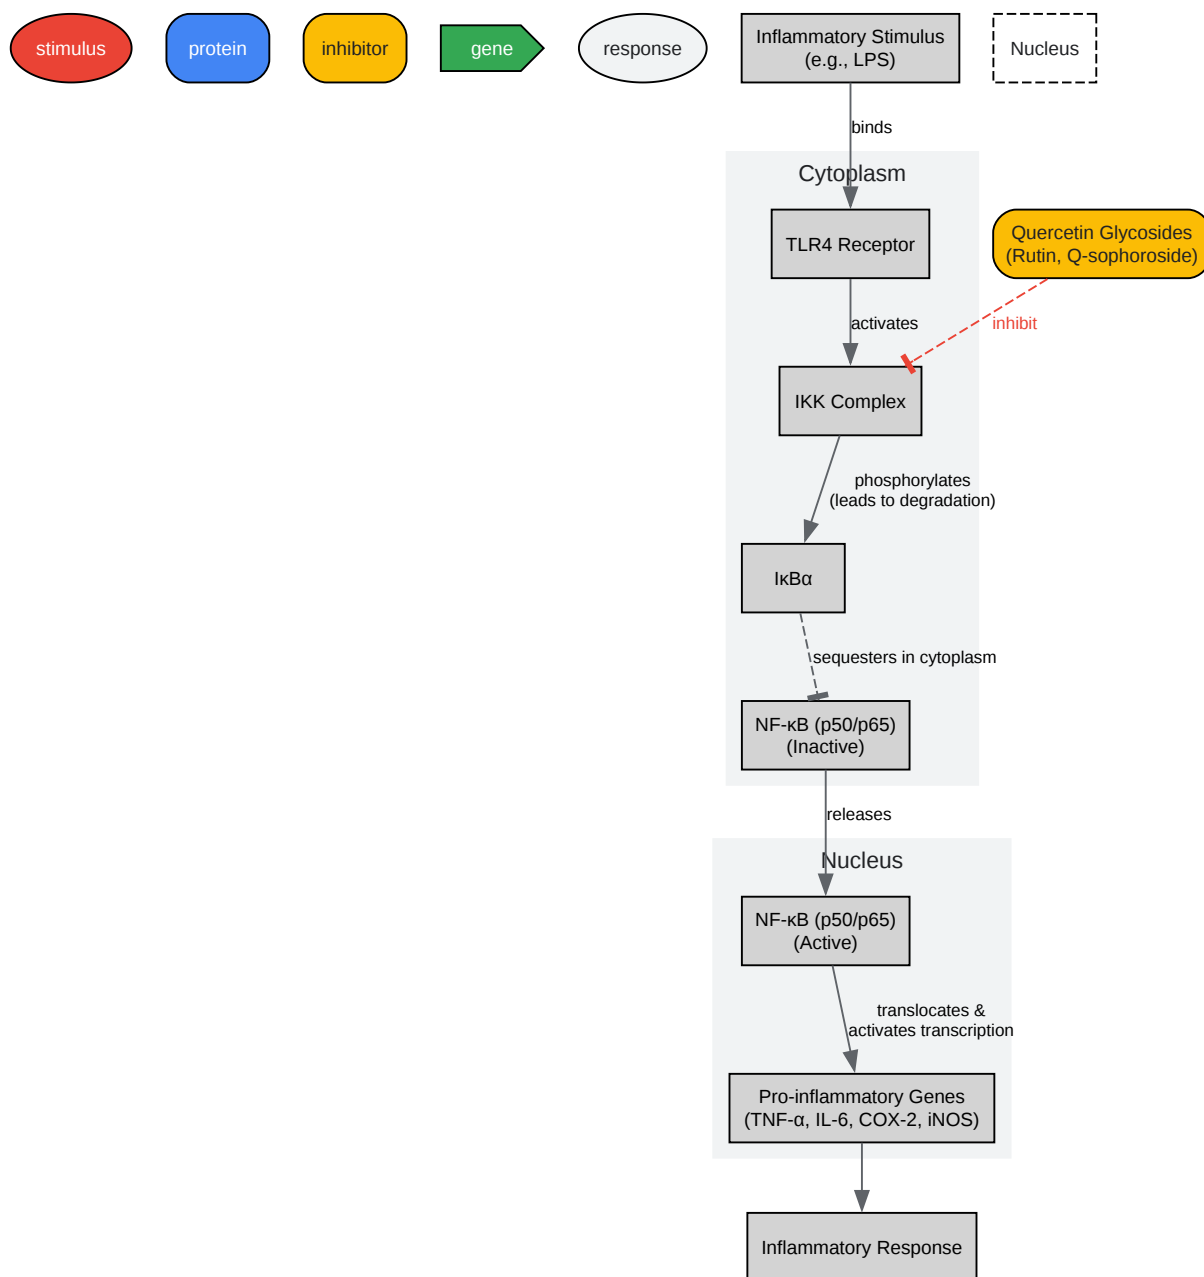 stimulus
protein
inhibitor
gene
response
Inflammatory Stimulus
(e.g., LPS)
Nucleus
binds
Cytoplasm
TLR4 Receptor
Quercetin Glycosides
(Rutin, Q-sophoroside)
activates
inhibit
IKK Complex
phosphorylates
(leads to degradation)
IκBα
sequesters in cytoplasm
NF-κB (p50/p65)
(Inactive)
releases
Nucleus
NF-κB (p50/p65)
(Active)
translocates &
activates transcription
Pro-inflammatory Genes
(TNF-α, IL-6, COX-2, iNOS)
Inflammatory Response